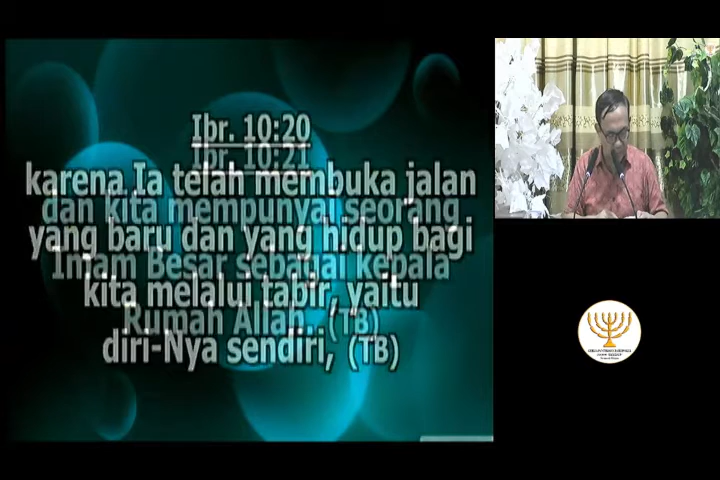 Ibr. 10:20
karena Ia telah membuka jalan
yang baru dan yang hidup bagi
kita melalui tabir, yaitu
diri-Nya sendiri, (TB)
Ibr. 10:21
dan kita mempunyai seorang
Imam Besar sebagai kepala
Rumah Allah. (TB)